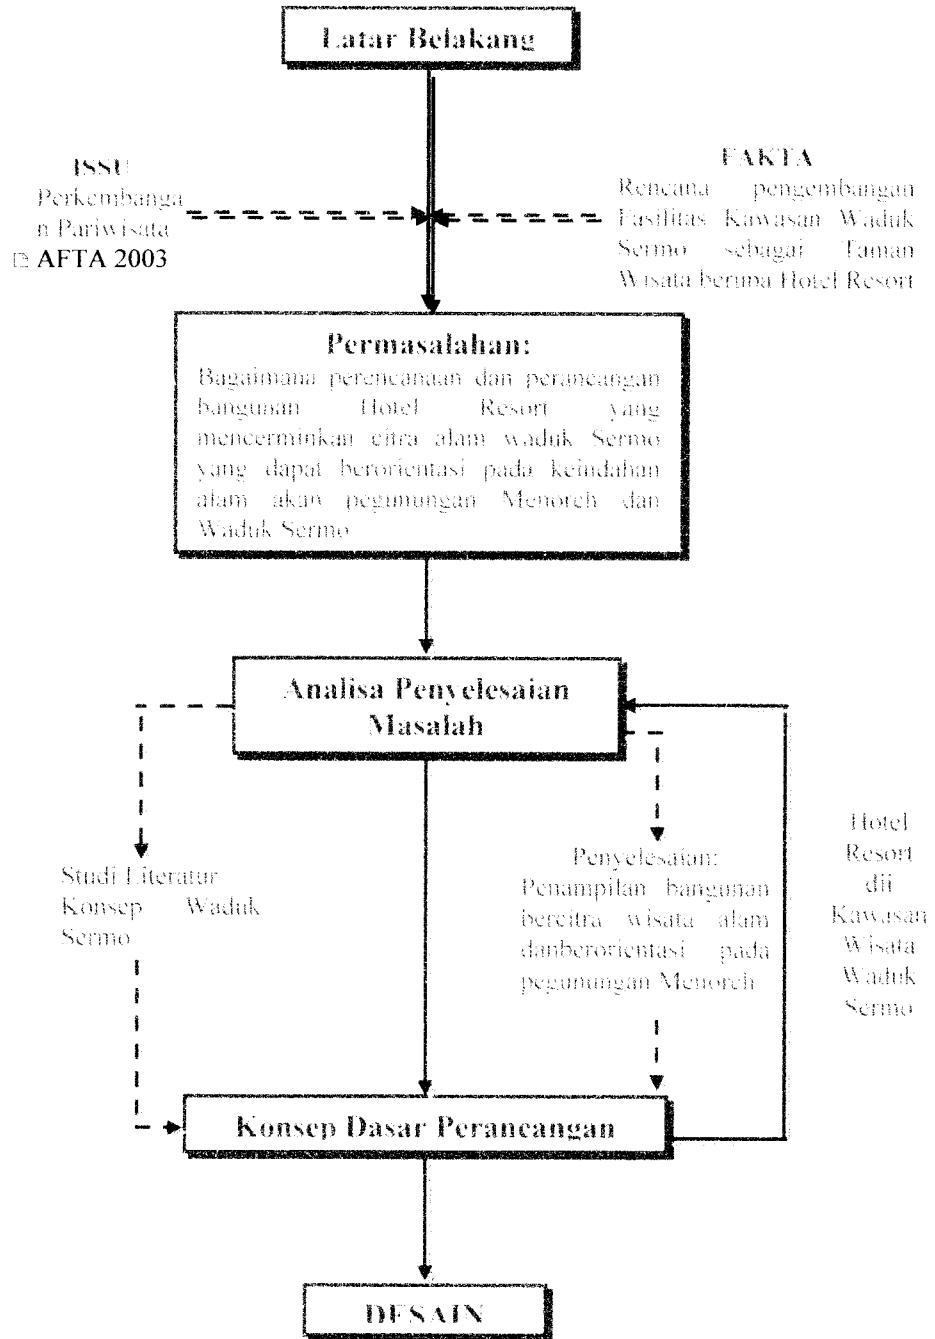 Latar Belakang
ISSU
Perkembanga
n Pariwisata
AFTA 2003
FAKTA
Rencana pengembangan
Fasilitas Kawasan Waduk
Sermo sebagai Taman
Wisata berupa Hotel Resort
Permasalahan:
Bagaimana perencanaan dan perancangan
bangunan Hotel Resort yang
mencerminkan citra alam waduk Sermo
yang dapat berorientasi pada keindahan
alam akan pegunungan Menoreh dan
Waduk Sermo
Analisa Penyelesaian
Masalah
Studi Literatur
Konsep Waduk
Sermo
Penyelesaian:
Penampilan bangunan
bercitra wisata alam
danberorientasi pada
pegunungan Menoreh
Hotel
Resort
dii
Kawasan
Wisata
Waduk
Sermo
Konsep Dasar Perancangan
DESAIN